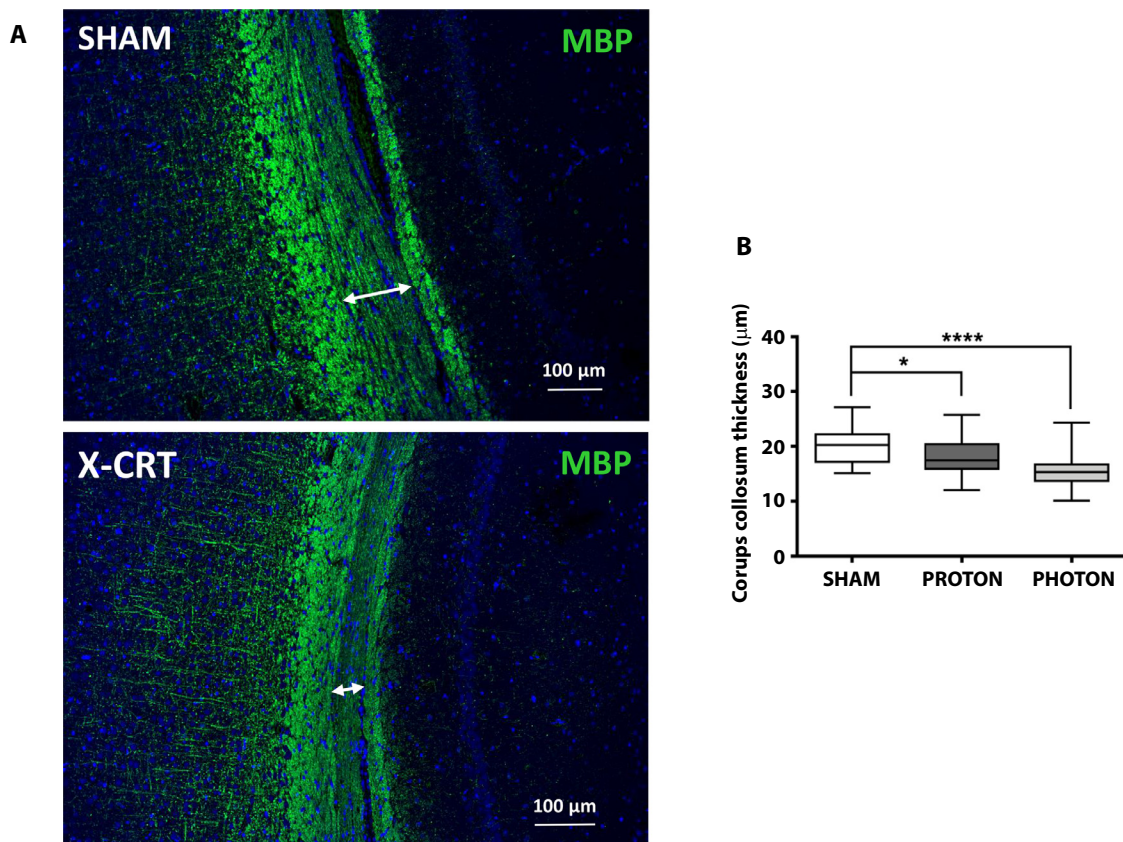 A
SHAM
MBP
100 μm
X-CRT
MBP
100 μm
B
Corups collosum thickness (μm)
40
30
20
10
0
****
*
SHAM
PROTON
PHOTON